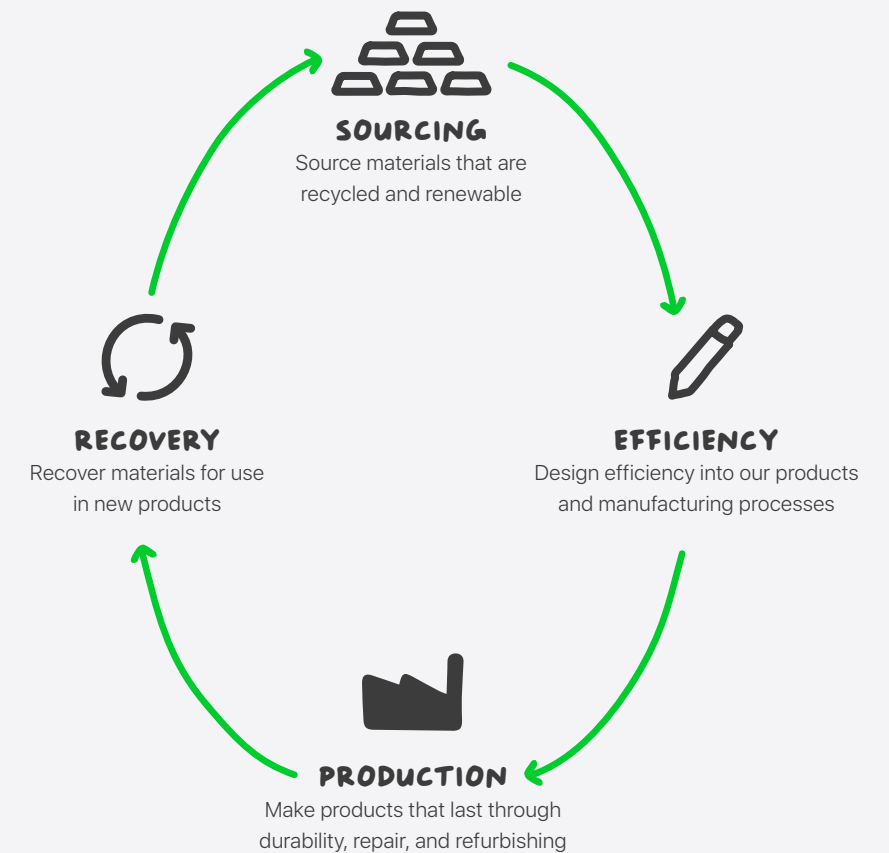 SOURCING
Source materials that are
recycled and renewable
RECOVERY
Recover materials for use
in new products
EFFICIENCY
Design efficiency into our products
and manufacturing processes
PRODUCTION
Make products that last through
durability, repair, and refurbishing